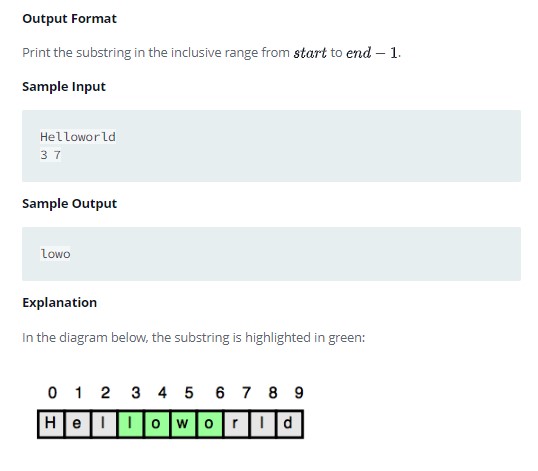 Output Format
Print the substring in the inclusive range from start to end − 1.
Sample Input
Helloworld
3 7
Sample Output
lowo
Explanation
In the diagram below, the substring is highlighted in green:
0 1 2 3 4 5 6 7 8 9
H e l l o w o r l d